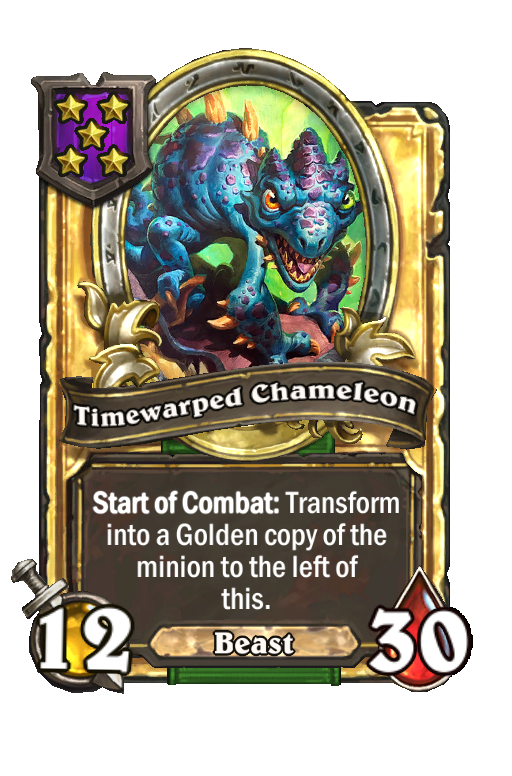 Timewarped Chameleon
Start of Combat: Transform
into a Golden copy of the
minion to the left of
this.
12
Beast
30